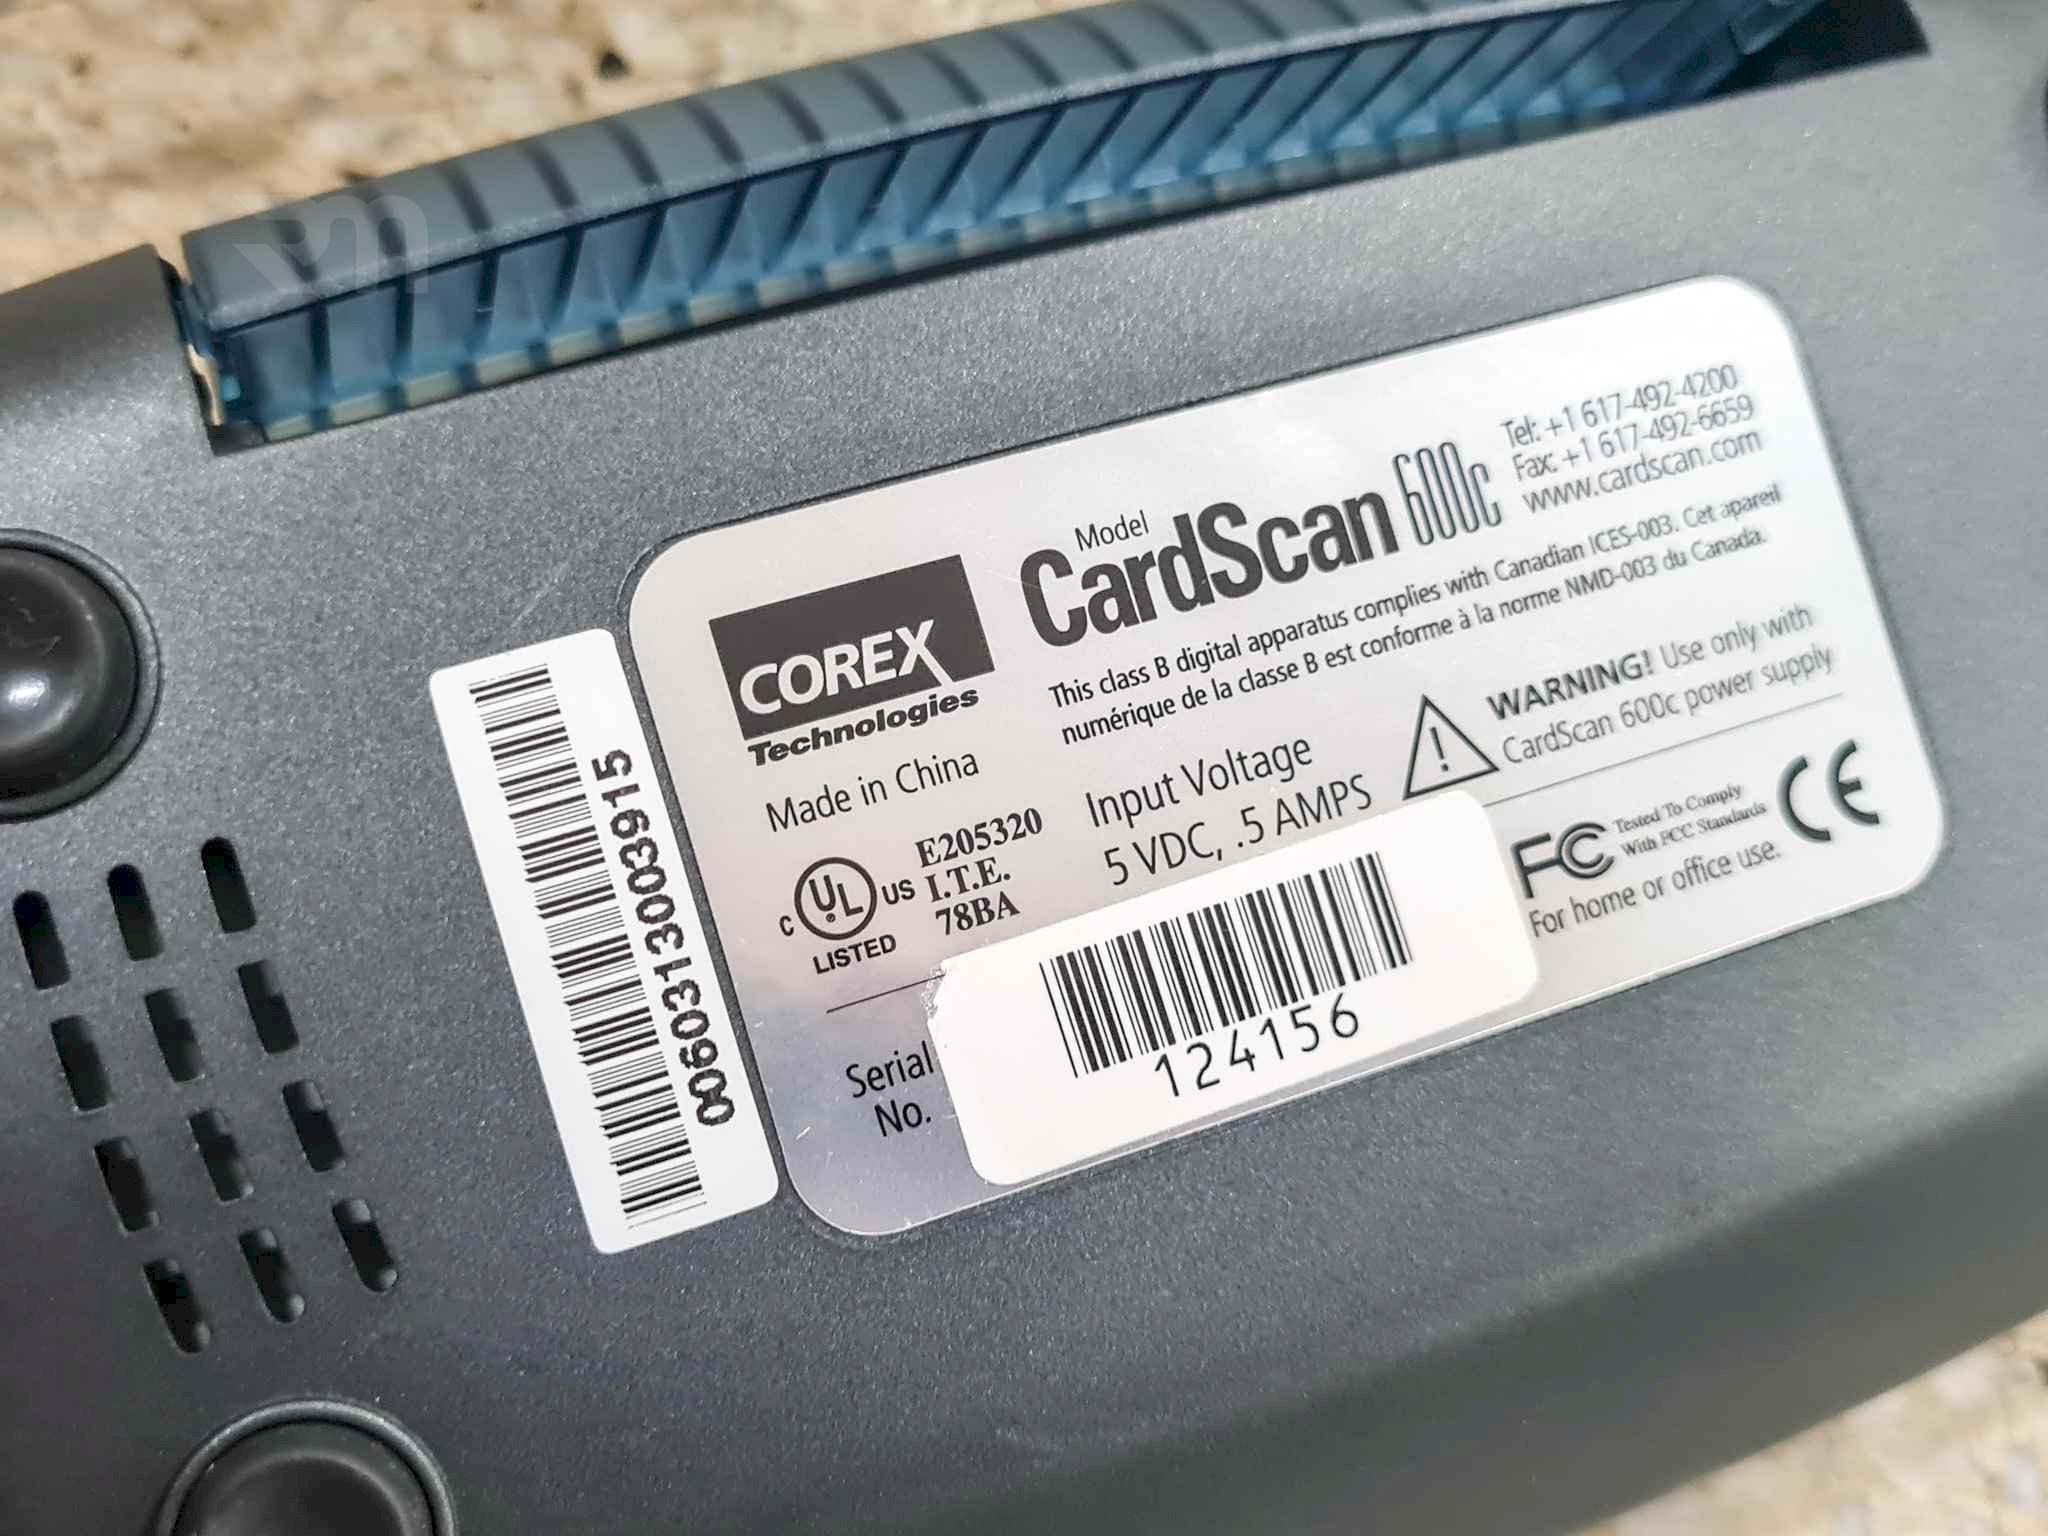 COREX
Technologies
Model
CardScan 600c
Tel: +1 617-492-4200
Fax: +1 617-492-6659
www.cardscan.com
This class B digital apparatus complies with Canadian ICES-003. Cet apareil
numérique de la classe B est conforme à la norme NMD-003 du Canada.
Made in China
C UL US
LISTED
E205320
I.T.E.
78BA
Input Voltage
5 VDC, .5 AMPS
WARNING! Use only with
CardScan 600c power supply
FC Tested To Comply
With FCC Standards
CE
For home or office use.
Serial
No.
124156
00603130003915